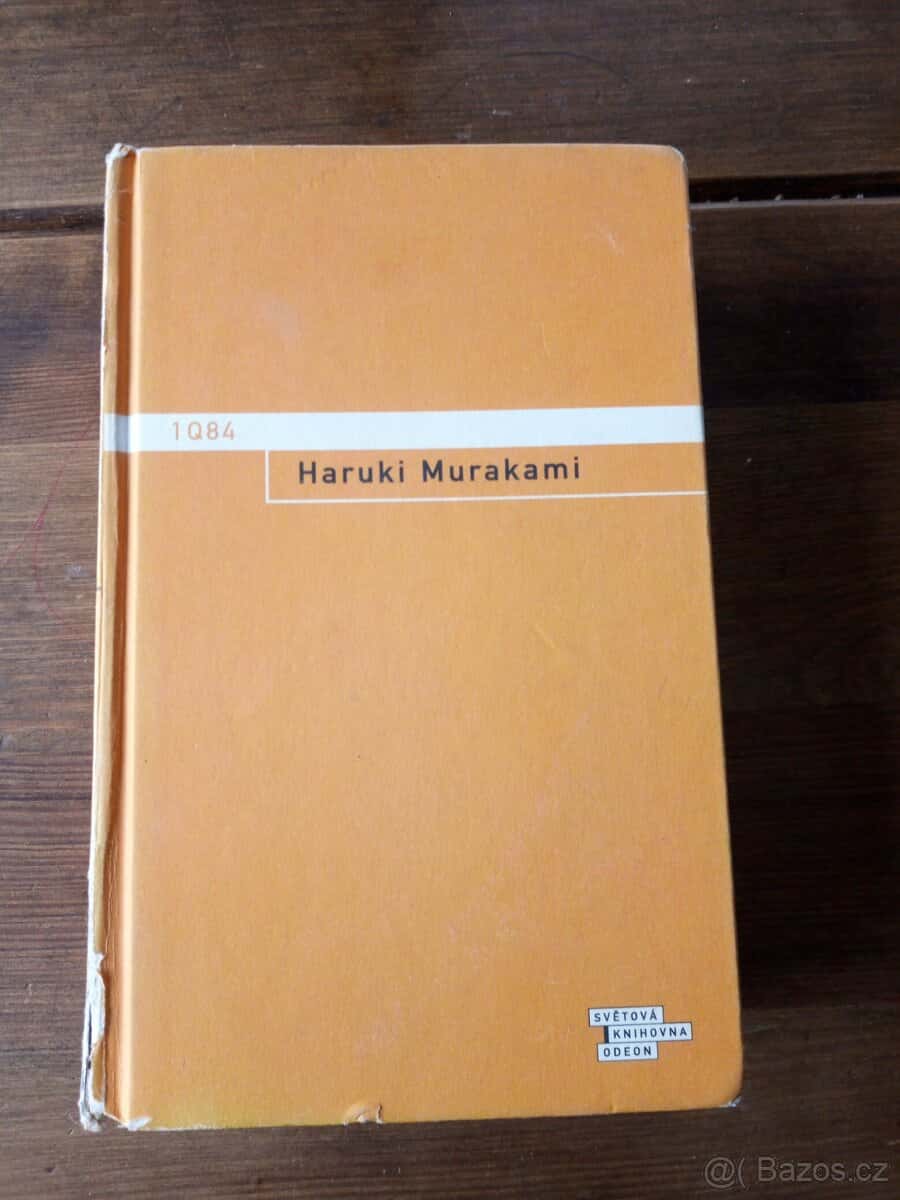 1Q84
Haruki Murakami
SVĚTOVÁ
KNIHOVNA
ODEON
@( Bazos.cz